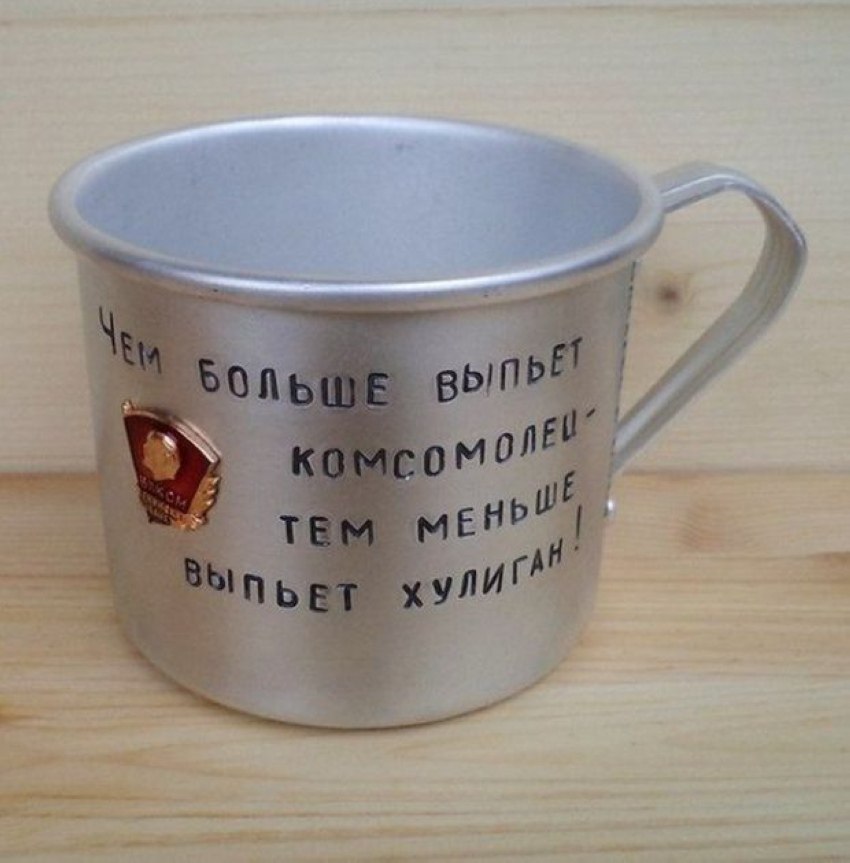 Чем больше выпьет
комсомолец-
тем меньше
выпьет хулиган!